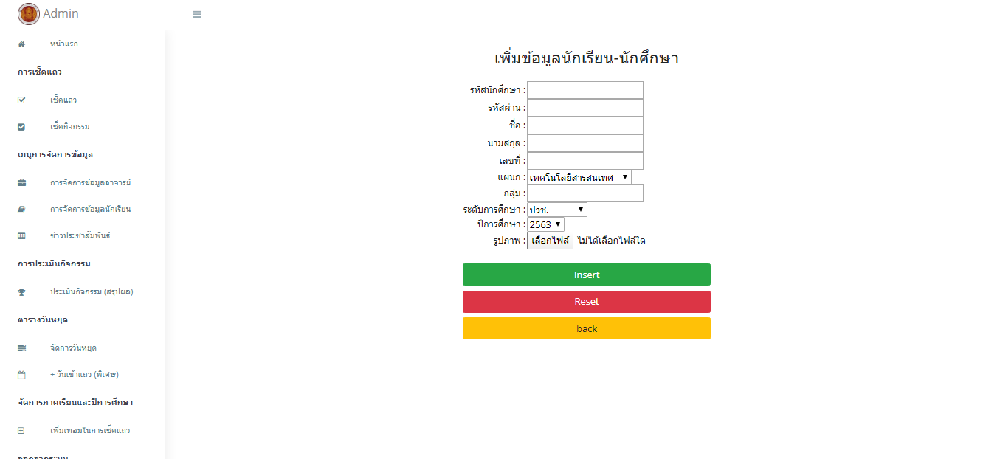 Admin
หน้าแรก
การเช็คแถว
เช็คแถว
เช็คกิจกรรม
เมนูการจัดการข้อมูล
การจัดการข้อมูลอาจารย์
การจัดการข้อมูลนักเรียน
ข่าวประชาสัมพันธ์
การประเมินกิจกรรม
ประเมินกิจกรรม (สรุปผล)
ตารางวันหยุด
จัดการวันหยุด
+ วันเข้าแถว (พิเศษ)
จัดการภาคเรียนและปีการศึกษา
เพิ่มเทอมในการเช็คแถว
ออกจากระบบ
เพิ่มข้อมูลนักเรียน-นักศึกษา
รหัสนักศึกษา :
รหัสผ่าน :
ชื่อ :
นามสกุล :
เลขที่ :
แผนก : เทคโนโลยีสารสนเทศ
กลุ่ม :
ระดับการศึกษา : ปวช.
ปีการศึกษา : 2563
รูปภาพ : เลือกไฟล์ ไม่ได้เลือกไฟล์ใด
Insert
Reset
back